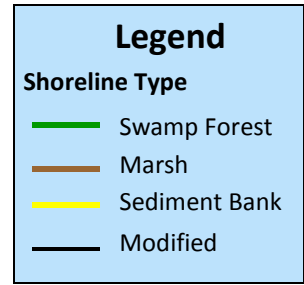 Legend
Shoreline Type
Swamp Forest
Marsh
Sediment Bank
Modified